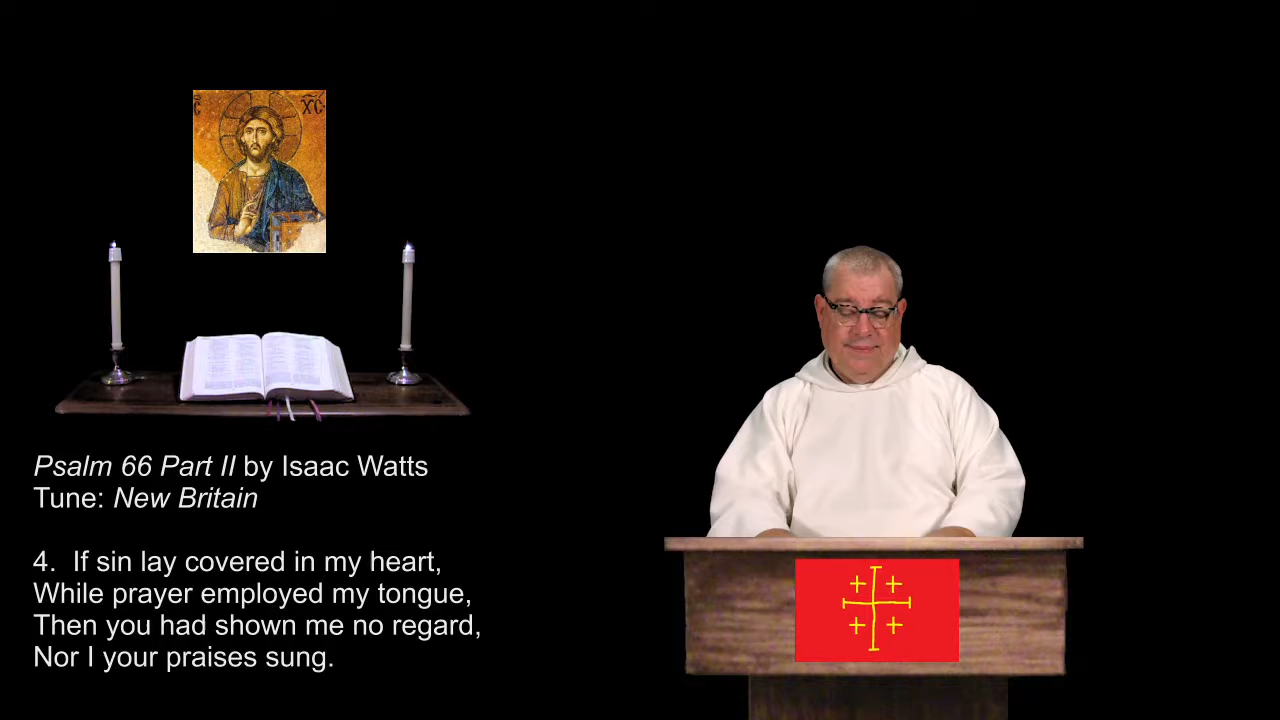 C
XC
Psalm 66 Part II by Isaac Watts
Tune: New Britain
4. If sin lay covered in my heart,
While prayer employed my tongue,
Then you had shown me no regard,
Nor I your praises sung.